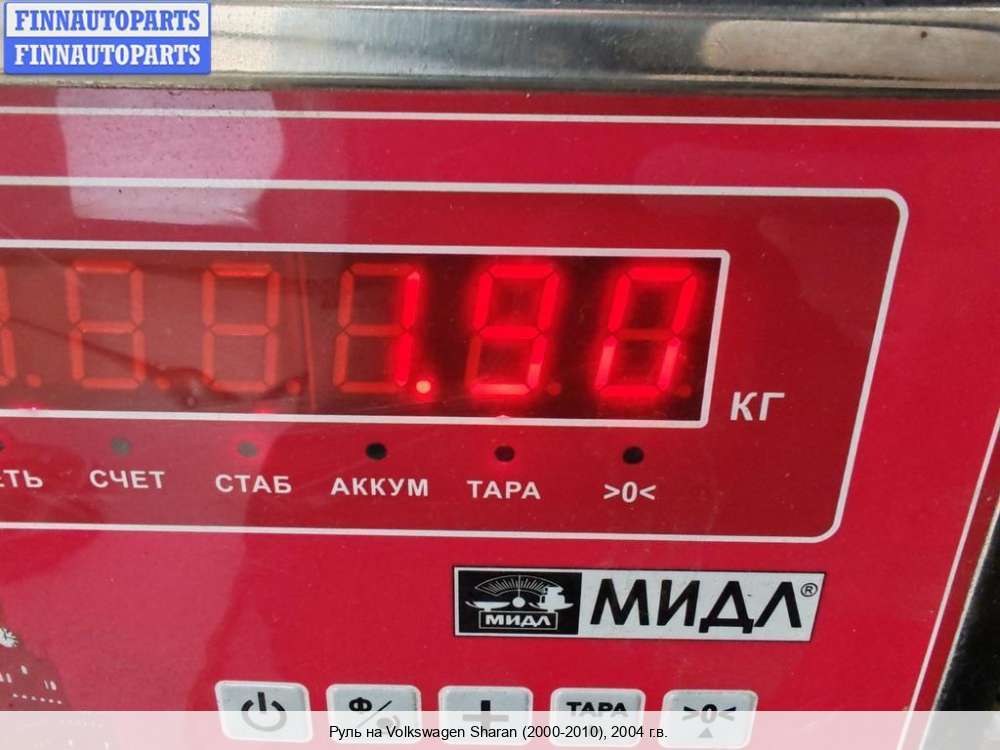 FINNAUTOPARTS
FINNAUTOPARTS
1.90
КГ
СЧЕТ СТАБ АККУМ ТАРА >0<
МИДЛ МИДЛ®
ТАРА >0<
Руль на Volkswagen Sharan (2000-2010), 2004 г.в.